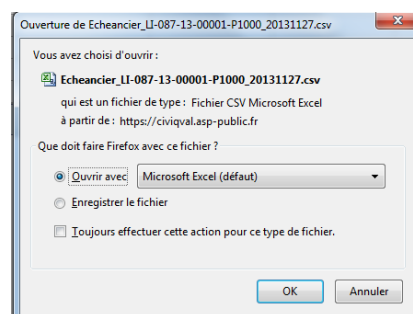 Ouverture de Echeancier_LI-087-13-00001-P1000_20131127.csv
Vous avez choisi d'ouvrir :
Echeancier_LI-087-13-00001-P1000_20131127.csv
qui est un fichier de type : Fichier CSV Microsoft Excel
à partir de : https://civiqval.asp-public.fr
Que doit faire Firefox avec ce fichier ?
Ouvrir avec Microsoft Excel (défaut)
Enregistrer le fichier
Toujours effectuer cette action pour ce type de fichier.
OK Annuler